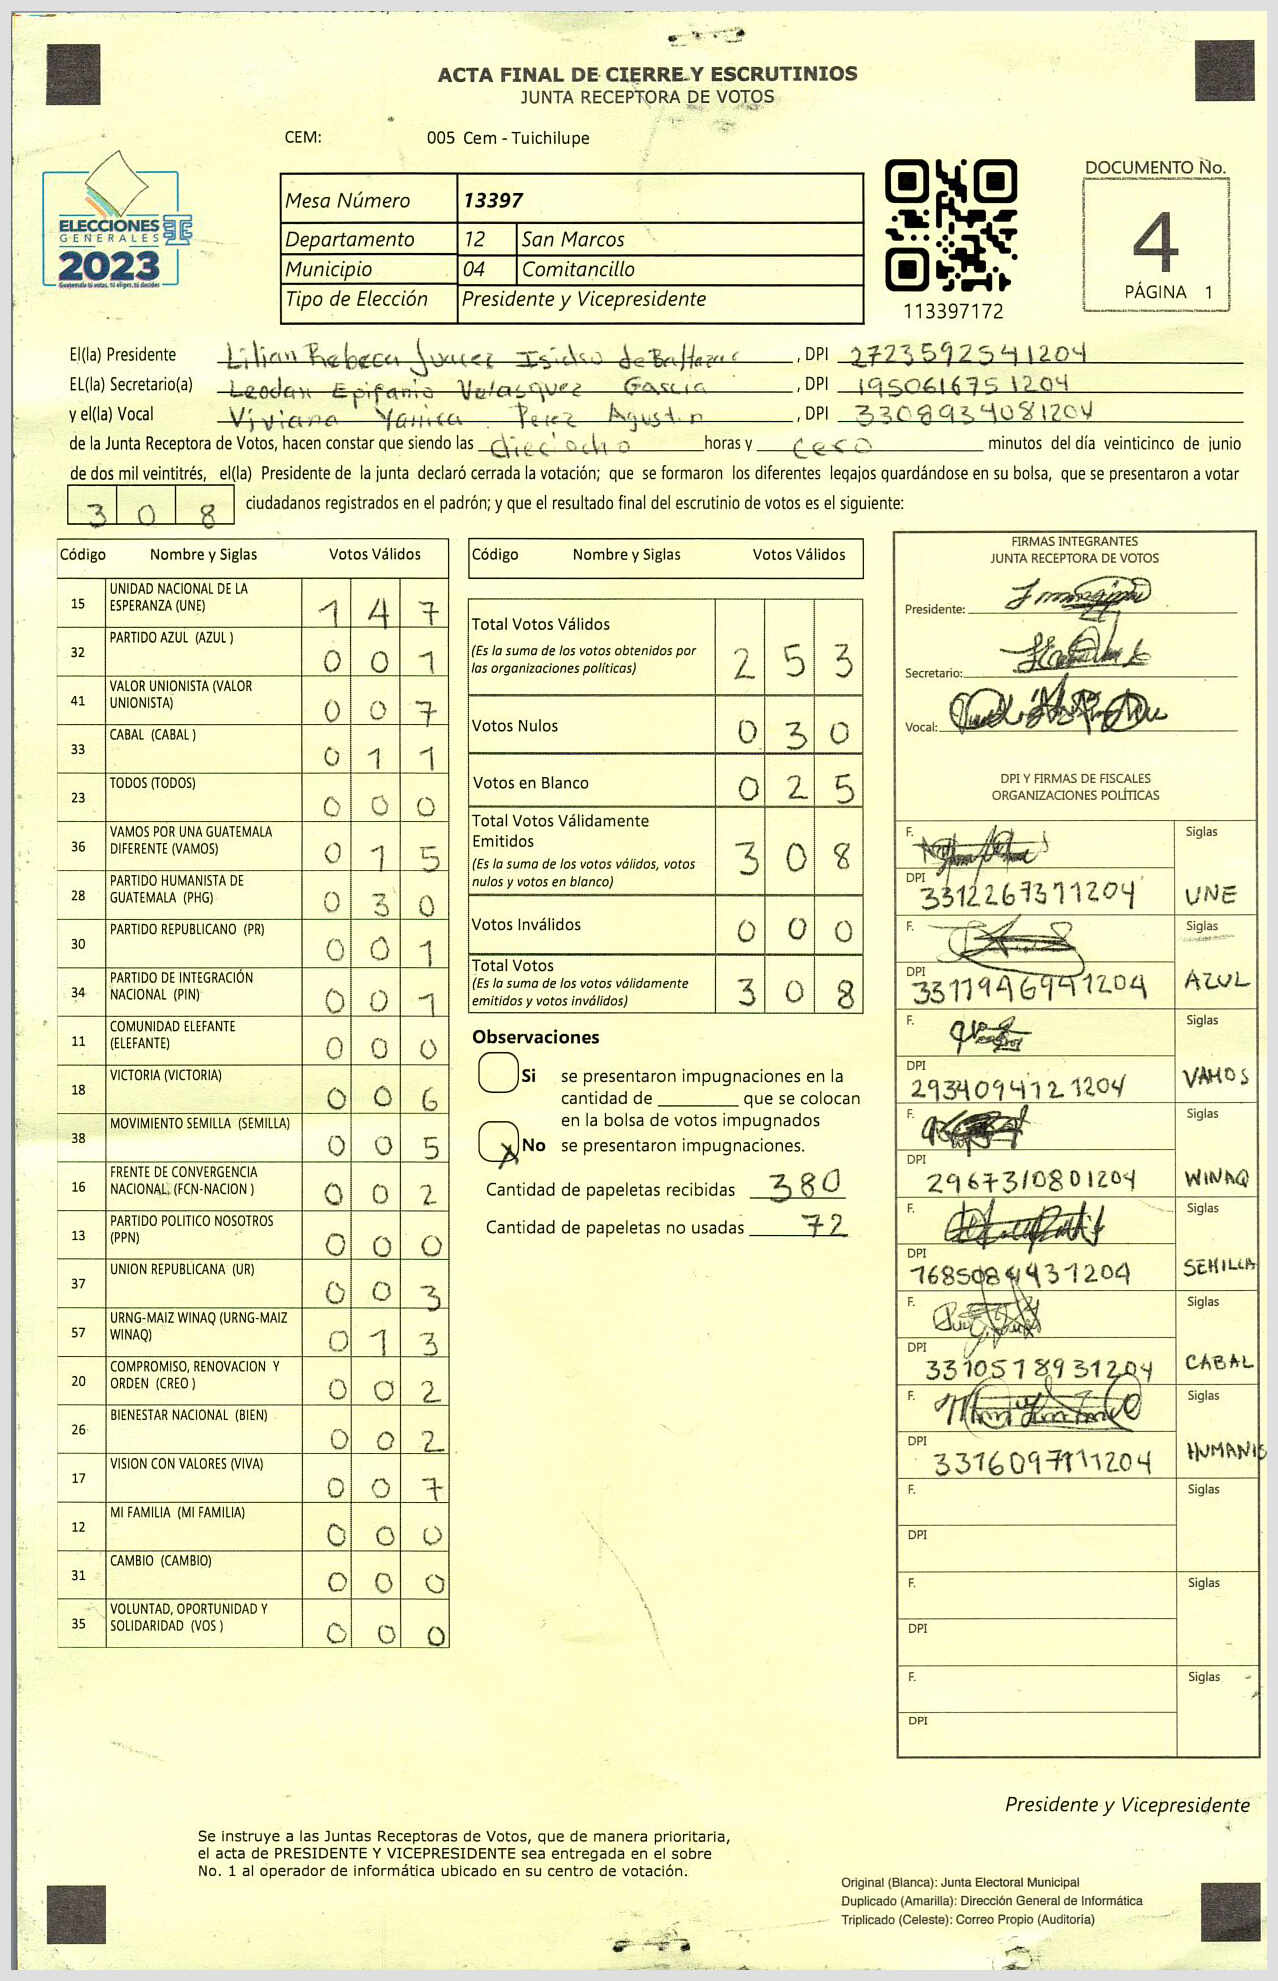 ACTA FINAL DE CIERRE Y ESCRUTINIOS
JUNTA RECEPTORA DE VOTOS
CEM: 005 Cem - Tuichilupe
ELECCIONES
GENERALES
2023
Guatemala tú votas, tú eliges, tú decides
Mesa Número 13397
Departamento 12 San Marcos
Municipio 04 Comitancillo
Tipo de Elección Presidente y Vicepresidente
113397172
DOCUMENTO No.
4
PÁGINA 1
El(la) Presidente Lilian Rebeca Juarez Isidro de Baltazar, DPI 2723592541204
EL(la) Secretario(a) Leodan Epifanio Velasquez Garcia, DPI 195061675 1204
y el(la) Vocal Viviana Yanira Perez Agustin, DPI 3308934081204
de la Junta Receptora de Votos, hacen constar que siendo las dieciocho horas y cero minutos del día veinticinco de junio
de dos mil veintitrés, el(la) Presidente de la junta declaró cerrada la votación; que se formaron los diferentes legajos guardándose en su bolsa, que se presentaron a votar
308 ciudadanos registrados en el padrón; y que el resultado final del escrutinio de votos es el siguiente:
Código Nombre y Siglas Votos Válidos
15 UNIDAD NACIONAL DE LA ESPERANZA (UNE) 1 4 7
32 PARTIDO AZUL (AZUL ) 0 0 1
41 VALOR UNIONISTA (VALOR UNIONISTA) 0 0 7
33 CABAL (CABAL ) 0 1 1
23 TODOS (TODOS) 0 0 0
36 VAMOS POR UNA GUATEMALA DIFERENTE (VAMOS) 0 1 5
28 PARTIDO HUMANISTA DE GUATEMALA (PHG) 0 3 0
30 PARTIDO REPUBLICANO (PR) 0 0 1
34 PARTIDO DE INTEGRACIÓN NACIONAL (PIN) 0 0 1
11 COMUNIDAD ELEFANTE (ELEFANTE) 0 0 0
18 VICTORIA (VICTORIA) 0 0 6
38 MOVIMIENTO SEMILLA (SEMILLA) 0 0 5
16 FRENTE DE CONVERGENCIA NACIONAL (FCN-NACION ) 0 0 2
13 PARTIDO POLITICO NOSOTROS (PPN) 0 0 0
37 UNION REPUBLICANA (UR) 0 0 3
57 URNG-MAIZ WINAQ (URNG-MAIZ WINAQ) 0 1 3
20 COMPROMISO, RENOVACION Y ORDEN (CREO ) 0 0 2
26 BIENESTAR NACIONAL (BIEN) 0 0 2
17 VISION CON VALORES (VIVA) 0 0 7
12 MI FAMILIA (MI FAMILIA) 0 0 0
31 CAMBIO (CAMBIO) 0 0 0
35 VOLUNTAD, OPORTUNIDAD Y SOLIDARIDAD (VOS ) 0 0 0
Código Nombre y Siglas Votos Válidos
Total Votos Válidos
(Es la suma de los votos obtenidos por
las organizaciones políticas) 2 5 3
Votos Nulos 0 3 0
Votos en Blanco 0 2 5
Total Votos Válidamente
Emitidos
(Es la suma de los votos válidos, votos
nulos y votos en blanco) 3 0 8
Votos Inválidos 0 0 0
Total Votos
(Es la suma de los votos válidamente
emitidos y votos inválidos) 3 0 8
Observaciones
Si se presentaron impugnaciones en la
cantidad de ________ que se colocan
en la bolsa de votos impugnados
X No se presentaron impugnaciones.
Cantidad de papeletas recibidas 380
Cantidad de papeletas no usadas 72
FIRMAS INTEGRANTES
JUNTA RECEPTORA DE VOTOS
Presidente:
Secretario:
Vocal:
DPI Y FIRMAS DE FISCALES
ORGANIZACIONES POLÍTICAS
F. Siglas
DPI 3312267311204 UNE
F. Siglas
DPI 3311946941204 AZUL
F. Siglas
DPI 2934094121204 VAMOS
F. Siglas
DPI 2967310801204 WINAQ
F. Siglas
DPI SEMILLA
F. Siglas
DPI 3310518931204 CABAL
F. Siglas
DPI 3316097111204 HUMANIS
F. Siglas
DPI
F. Siglas
DPI
F. Siglas
DPI
Presidente y Vicepresidente
Se instruye a las Juntas Receptoras de Votos, que de manera prioritaria,
el acta de PRESIDENTE Y VICEPRESIDENTE sea entregada en el sobre
No. 1 al operador de informática ubicado en su centro de votación.
Original (Blanca): Junta Electoral Municipal
Duplicado (Amarilla): Dirección General de Informática
Triplicado (Celeste): Correo Propio (Auditoría)